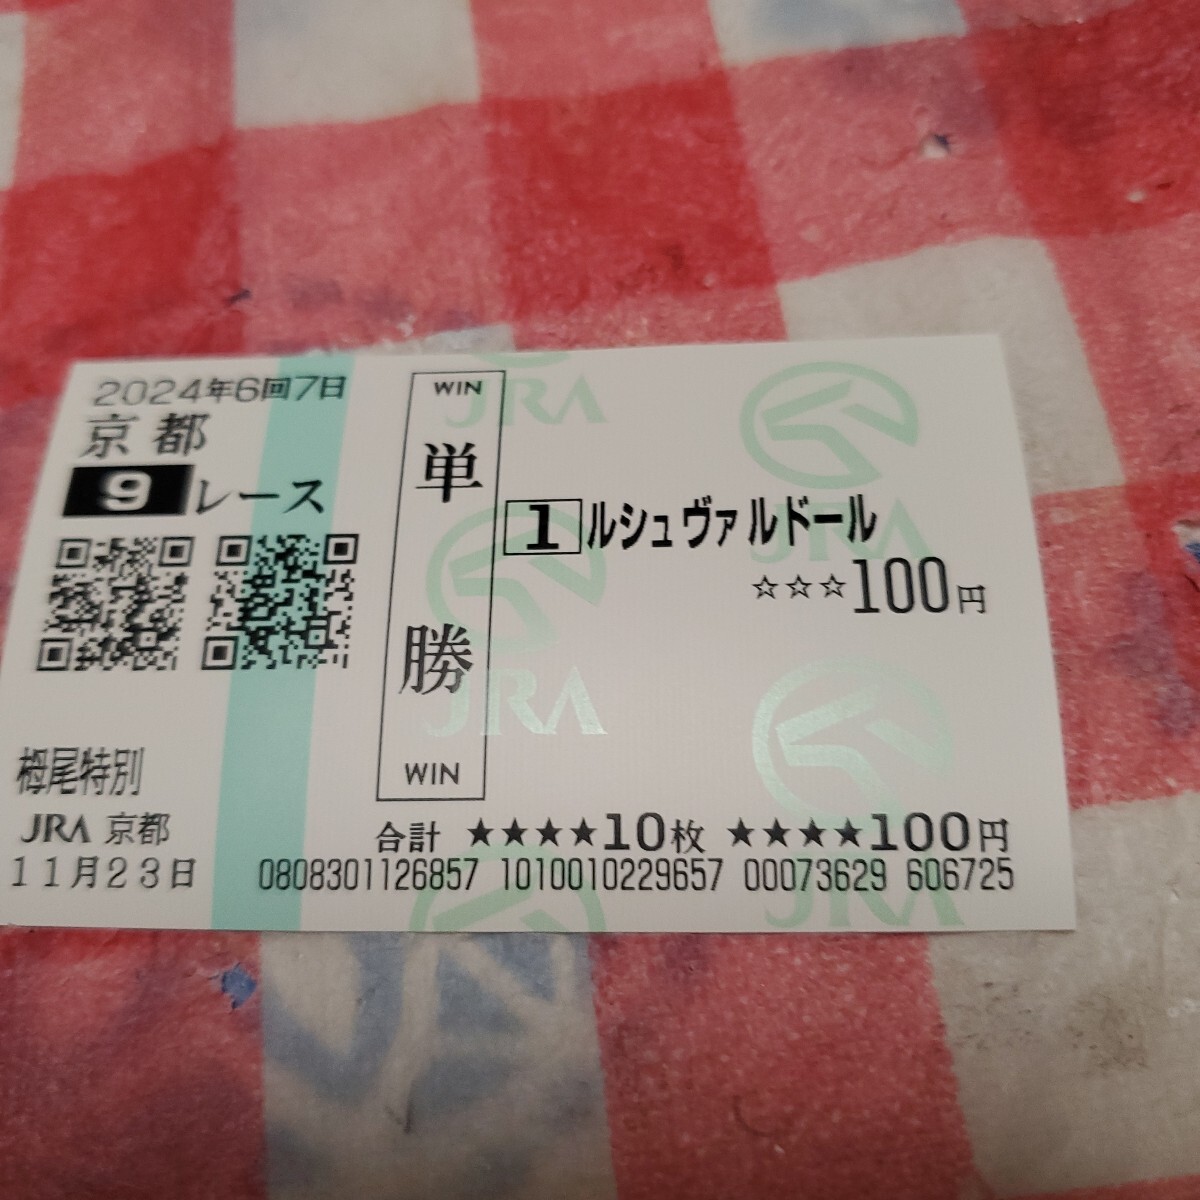 2024年6回7日
京都
9レース
WIN
単勝
WIN
1ルシュヴァルドール
☆☆☆100円
栂尾特別
JRA 京都
11月23日
合計 ★★★★10枚 ★★★★100円
0808301126857 1010010229657 00073629 606725
JRA
JRA
JRA
JRA